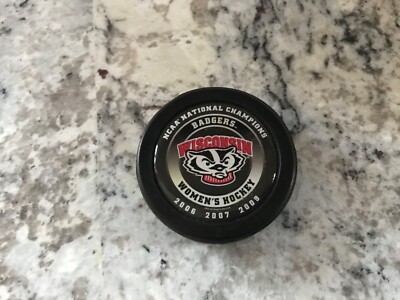 NCAA NATIONAL CHAMPIONS
BADGERS
WISCONSIN
WOMEN'S HOCKEY
2006 2007 2009